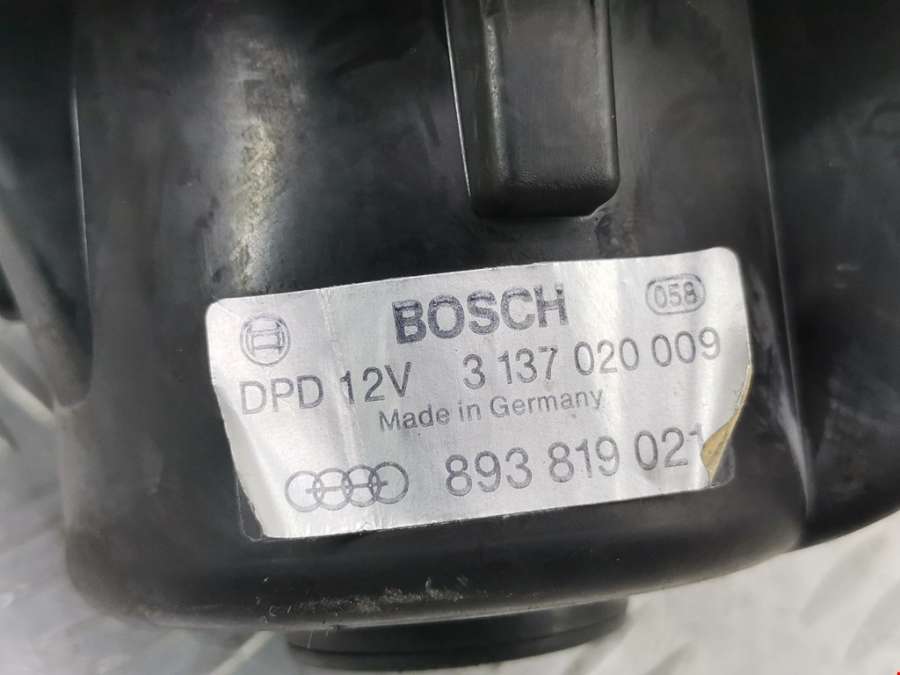 BOSCH 058
DPD 12V 3 137 020 009
Made in Germany
893 819 021